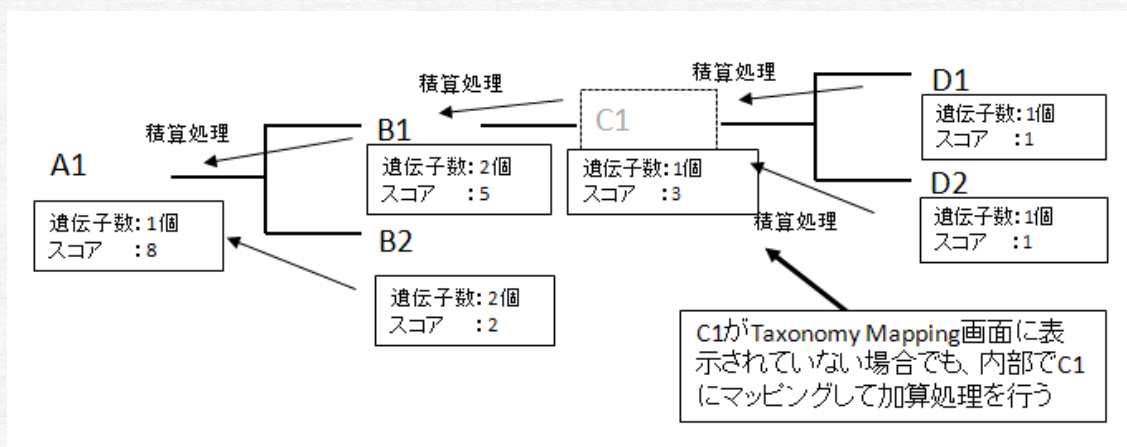 積算処理
D1
積算処理
遺伝子数:1個
スコア :1
C1
積算処理
B1
A1
遺伝子数:2個
スコア :5
遺伝子数:1個
スコア :3
D2
遺伝子数:1個
スコア :8
積算処理
遺伝子数:1個
スコア :1
B2
遺伝子数:2個
スコア :2
C1がTaxonomy Mapping画面に表
示されていない場合でも、内部でC1
にマッピングして加算処理を行う